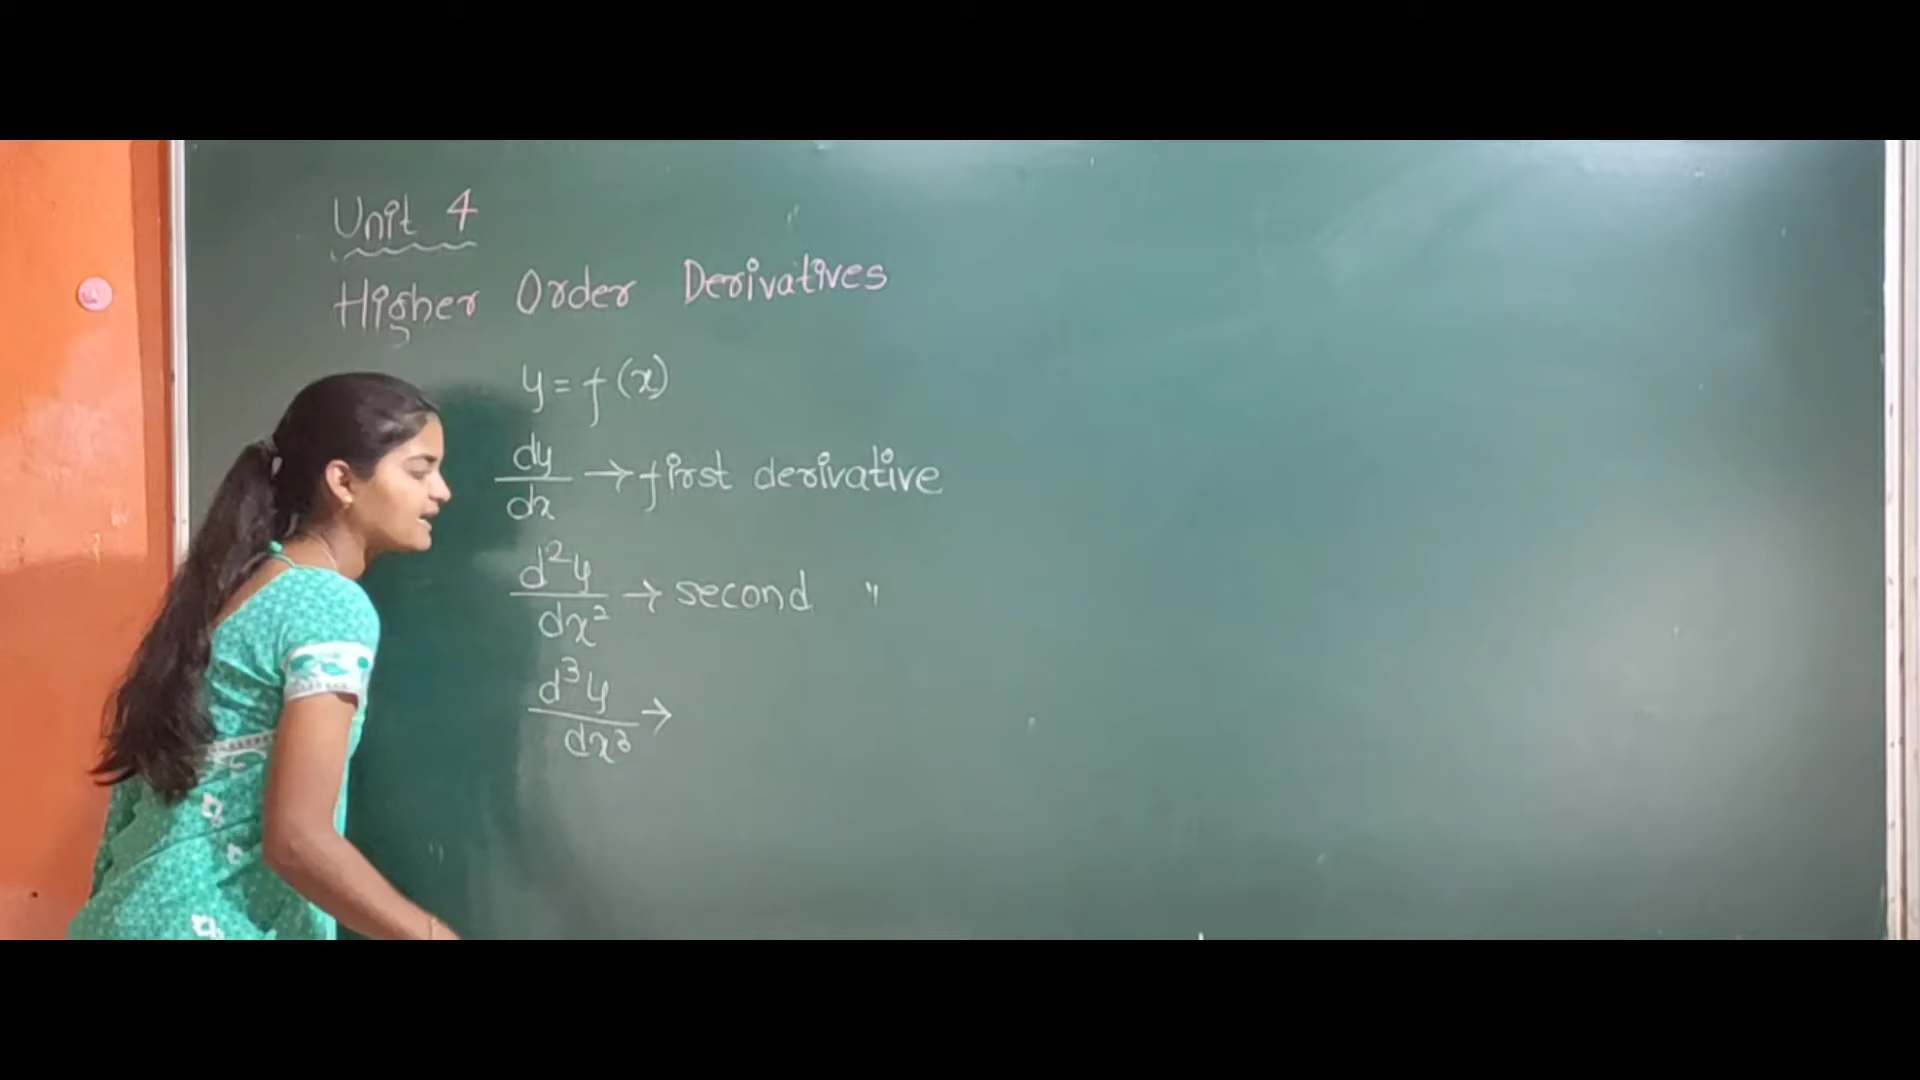 Unit 4
Higher Order Derivatives
y = f(x)
dy/dx → first derivative
d²y/dx² → second "
d³y/dx³ →